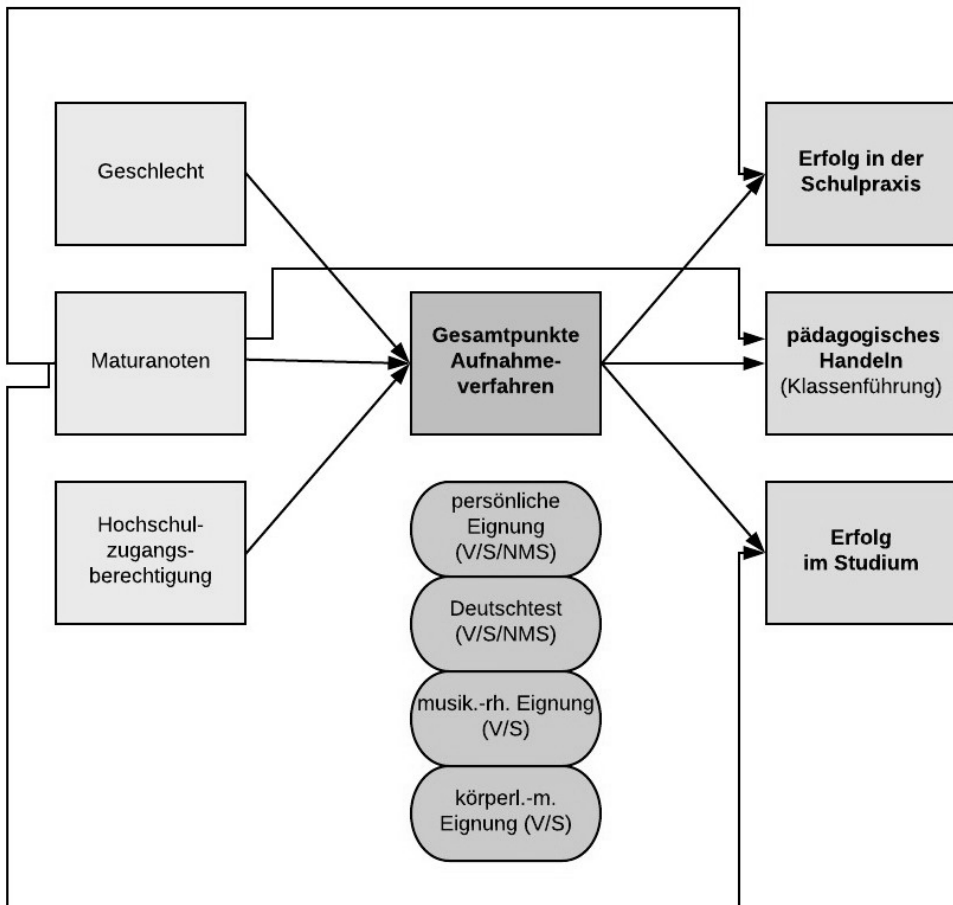 Geschlecht
Maturanoten
Hochschul-
zugangs-
berechtigung
Gesamtpunkte
Aufnahme-
verfahren
persönliche
Eignung
(V/S/NMS)
Deutschtest
(V/S/NMS)
musik.-rh. Eignung
(V/S)
körperl.-m.
Eignung (V/S)
Erfolg in der
Schulpraxis
pädagogisches
Handeln
(Klassenführung)
Erfolg
im Studium